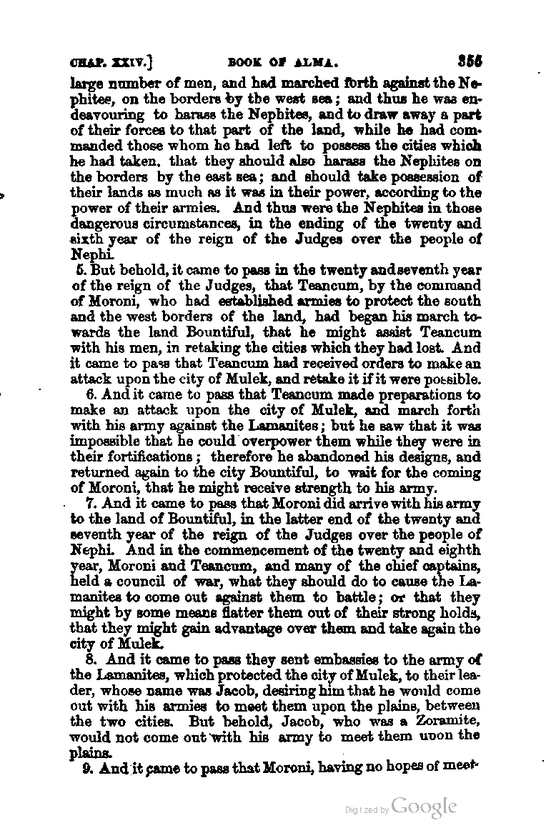 CHAP. XXIV.] BOOK OF ALMA. 355
large number of men, and had marched forth against the Ne-
phites, on the borders by the west sea; and thus he was en-
deavouring to harass the Nephites, and to draw away a part
of their forces to that part of the land, while he had com-
manded those whom he had left to possess the cities which
he had taken, that they should also harass the Nephites on
the borders by the east sea; and should take possession of
their lands as much as it was in their power, according to the
power of their armies. And thus were the Nephites in those
dangerous circumstances, in the ending of the twenty and
sixth year of the reign of the Judges over the people of
Nephi.
5. But behold, it came to pass in the twenty and seventh year
of the reign of the Judges, that Teancum, by the command
of Moroni, who had established armies to protect the south
and the west borders of the land, had began his march to-
wards the land Bountiful, that he might assist Teancum
with his men, in retaking the cities which they had lost. And
it came to pass that Teancum had received orders to make an
attack upon the city of Mulek, and retake it if it were possible.
6. And it came to pass that Teancum made preparations to
make an attack upon the city of Mulek, and march forth
with his army against the Lamanites; but he saw that it was
impossible that he could overpower them while they were in
their fortifications; therefore he abandoned his designs, and
returned again to the city Bountiful, to wait for the coming
of Moroni, that he might receive strength to his army.
7. And it came to pass that Moroni did arrive with his army
to the land of Bountiful, in the latter end of the twenty and
seventh year of the reign of the Judges over the people of
Nephi. And in the commencement of the twenty and eighth
year, Moroni and Teancum, and many of the chief captains,
held a council of war, what they should do to cause the La-
manites to come out against them to battle; or that they
might by some means flatter them out of their strong holds,
that they might gain advantage over them and take again the
city of Mulek.
8. And it came to pass they sent embassies to the army of
the Lamanites, which protected the city of Mulek, to their lea-
der, whose name was Jacob, desiring him that he would come
out with his armies to meet them upon the plains, between
the two cities. But behold, Jacob, who was a Zoramite,
would not come out with his army to meet them upon the
plains.
9. And it came to pass that Moroni, having no hopes of meet-
Digitized by Google